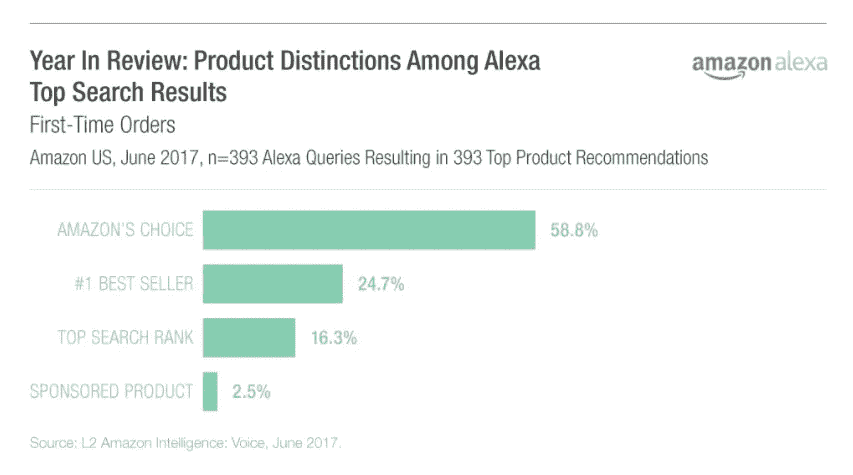 Year In Review: Product Distinctions Among Alexa
Top Search Results
amazon alexa
First-Time Orders
Amazon US, June 2017, n=393 Alexa Queries Resulting in 393 Top Product Recommendations
AMAZON'S CHOICE 58.8%
#1 BEST SELLER 24.7%
TOP SEARCH RANK 16.3%
SPONSORED PRODUCT 2.5%
Source: L2 Amazon Intelligence: Voice, June 2017.